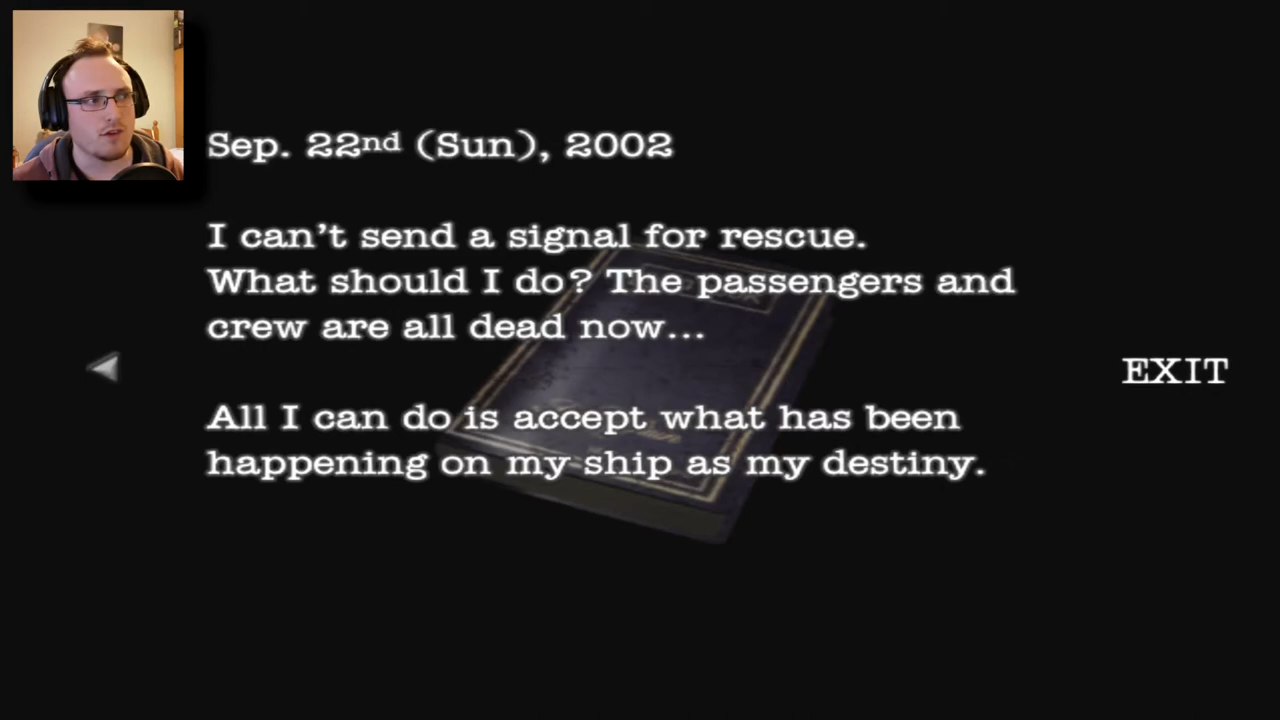 Sep. 22nd (Sun), 2002
I can't send a signal for rescue.
What should I do? The passengers and
crew are all dead now...
EXIT
All I can do is accept what has been
happening on my ship as my destiny.